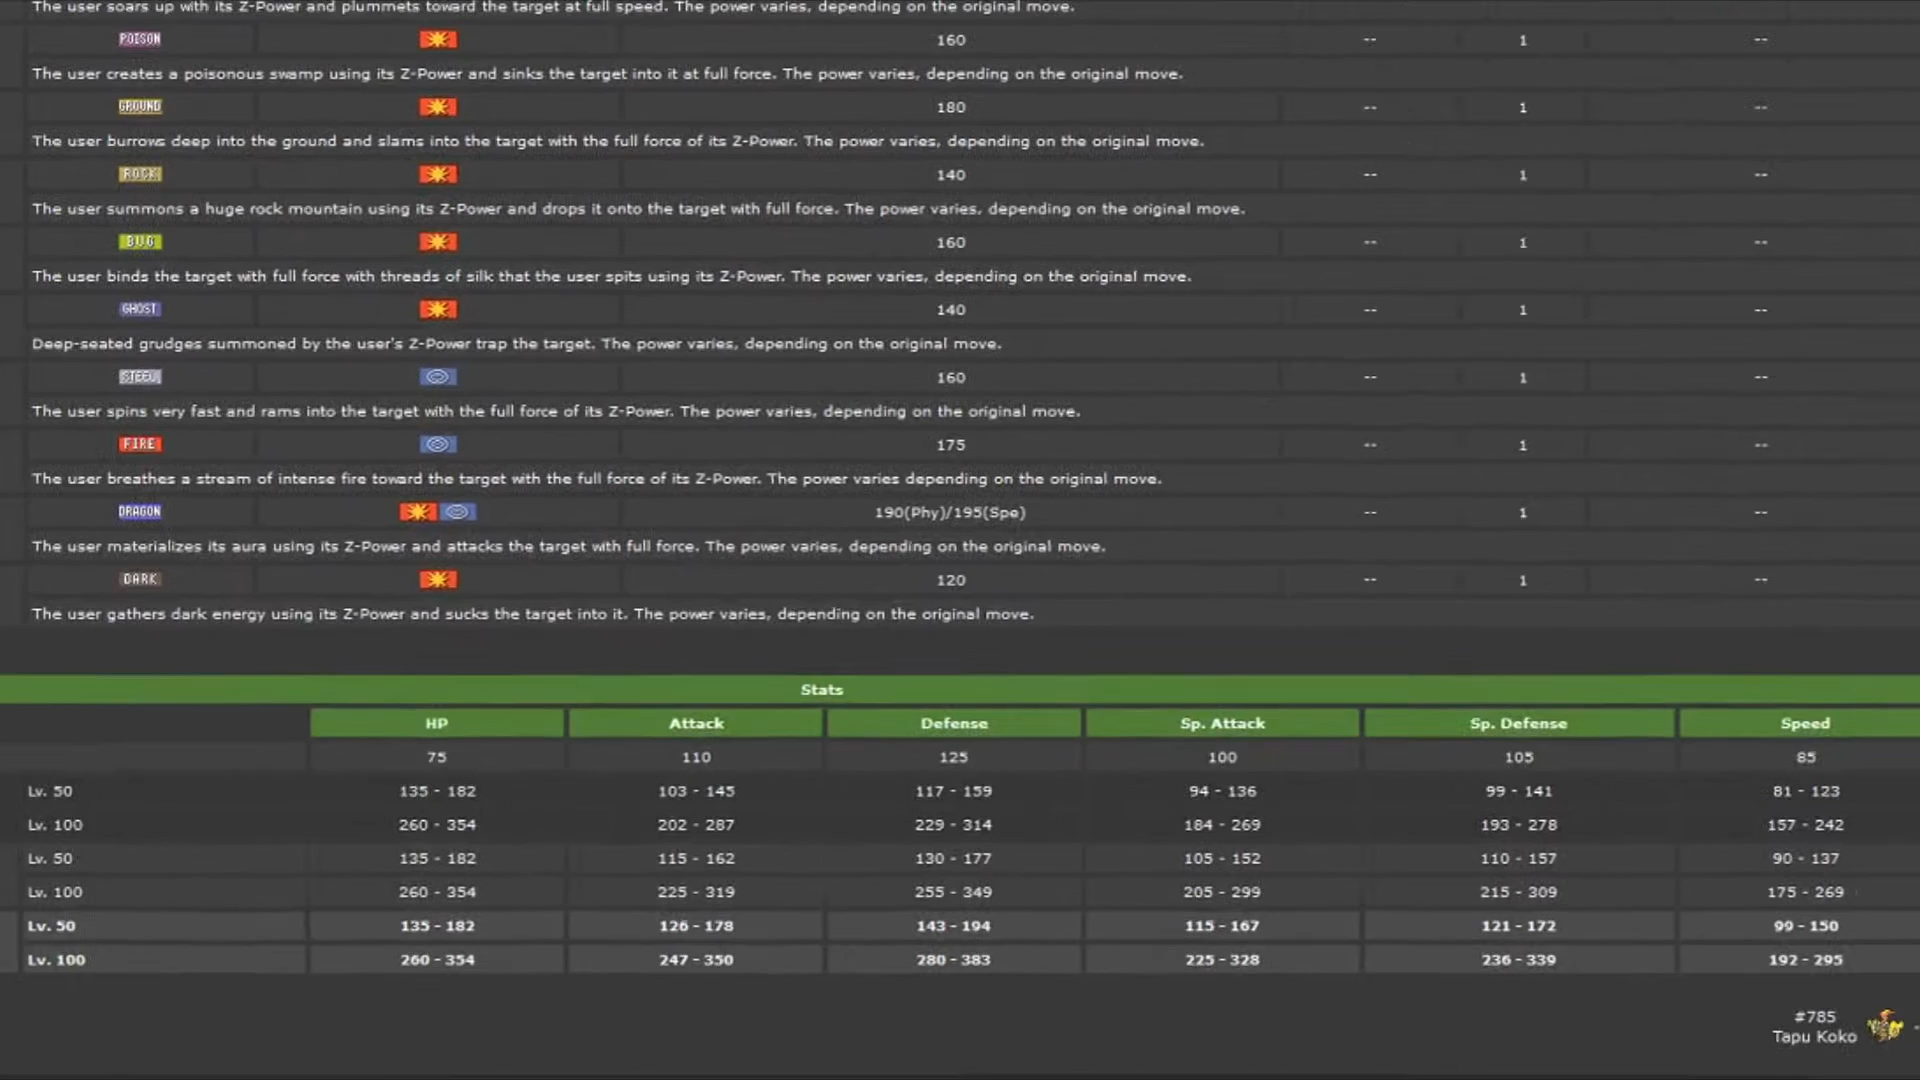 The user soars up with its Z-Power and plummets toward the target at full speed. The power varies, depending on the original move.
POISON 160 -- 1 --
The user creates a poisonous swamp using its Z-Power and sinks the target into it at full force. The power varies, depending on the original move.
GROUND 180 -- 1 --
The user burrows deep into the ground and slams into the target with the full force of its Z-Power. The power varies, depending on the original move.
ROCK 140 -- 1 --
The user summons a huge rock mountain using its Z-Power and drops it onto the target with full force. The power varies, depending on the original move.
BUG 160 -- 1 --
The user binds the target with full force with threads of silk that the user spits using its Z-Power. The power varies, depending on the original move.
GHOST 140 -- 1 --
Deep-seated grudges summoned by the user's Z-Power trap the target. The power varies, depending on the original move.
STEEL 160 -- 1 --
The user spins very fast and rams into the target with the full force of its Z-Power. The power varies, depending on the original move.
FIRE 175 -- 1 --
The user breathes a stream of intense fire toward the target with the full force of its Z-Power. The power varies depending on the original move.
DRAGON 190(Phy)/195(Spe) -- 1 --
The user materializes its aura using its Z-Power and attacks the target with full force. The power varies, depending on the original move.
DARK 120 -- 1 --
The user gathers dark energy using its Z-Power and sucks the target into it. The power varies, depending on the original move.
Stats
HP Attack Defense Sp. Attack Sp. Defense Speed
75 110 125 100 105 85
Lv. 50 135 - 182 103 - 145 117 - 159 94 - 136 99 - 141 81 - 123
Lv. 100 260 - 354 202 - 287 229 - 314 184 - 269 193 - 278 157 - 242
Lv. 50 135 - 182 115 - 162 130 - 177 105 - 152 110 - 157 90 - 137
Lv. 100 260 - 354 225 - 319 255 - 349 205 - 299 215 - 309 175 - 269
Lv. 50 135 - 182 126 - 178 143 - 194 115 - 167 121 - 172 99 - 150
Lv. 100 260 - 354 247 - 350 280 - 383 225 - 328 236 - 339 192 - 295
#785
Tapu Koko